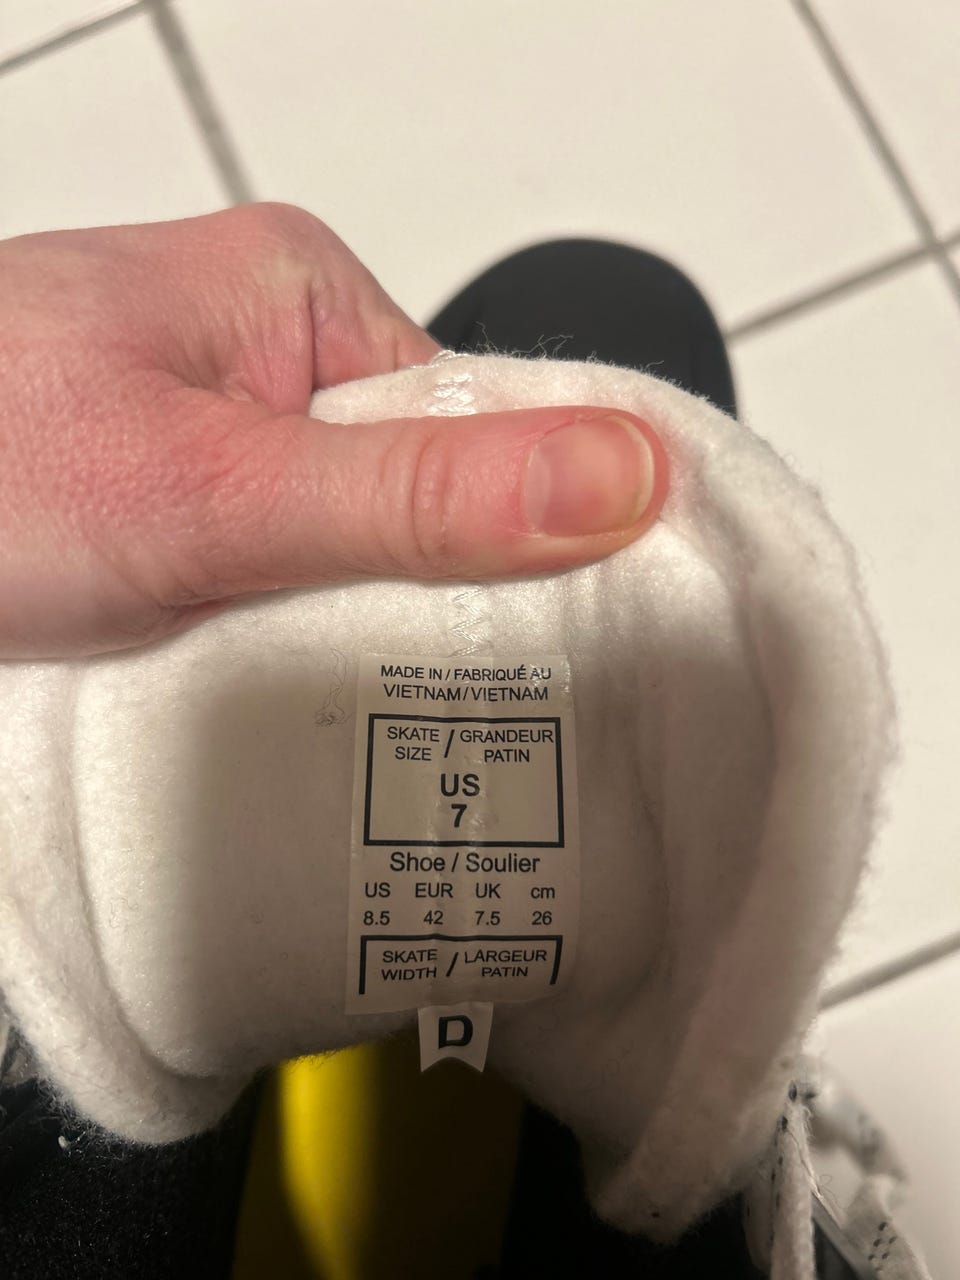 MADE IN / FABRIQUÉ AU
VIETNAM / VIETNAM
SKATE / GRANDEUR
SIZE PATIN
US
7
Shoe / Soulier
US EUR UK cm
8.5 42 7.5 26
SKATE / LARGEUR
WIDTH PATIN
D